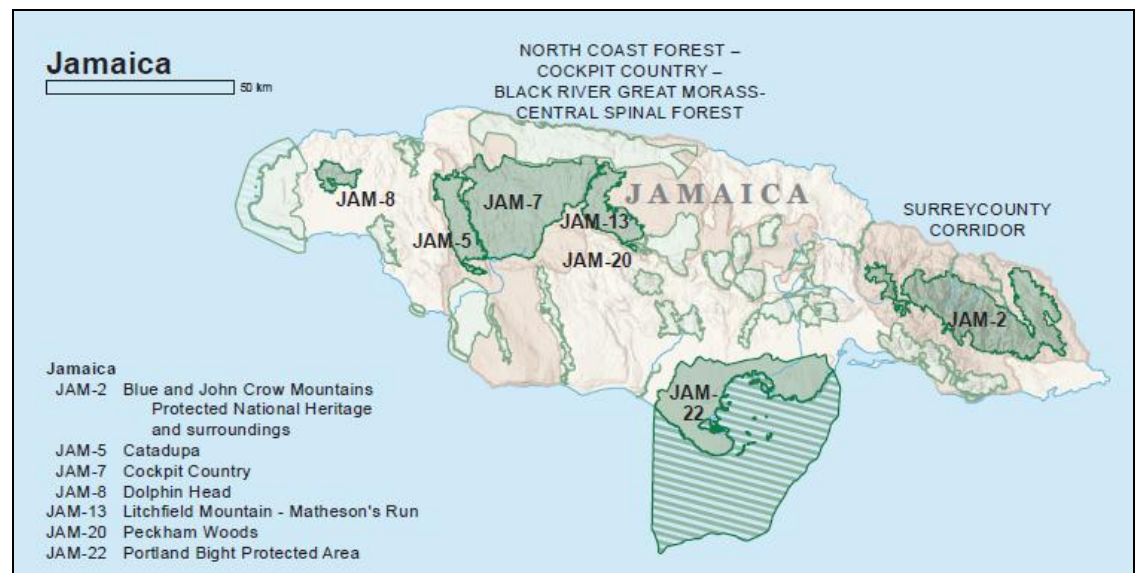 Jamaica
50 km
NORTH COAST FOREST –
COCKPIT COUNTRY –
BLACK RIVER GREAT MORASS-
CENTRAL SPINAL FOREST
JAMAICA
JAM-8
JAM-7
JAM-13
JAM-5
JAM-20
SURREYCOUNTY
CORRIDOR
JAM-2
JAM-
22
Jamaica
JAM-2 Blue and John Crow Mountains
Protected National Heritage
and surroundings
JAM-5 Catadupa
JAM-7 Cockpit Country
JAM-8 Dolphin Head
JAM-13 Litchfield Mountain - Matheson's Run
JAM-20 Peckham Woods
JAM-22 Portland Bight Protected Area